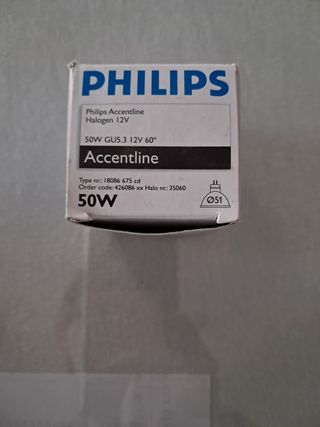 PHILIPS
Philips Accentline
Halogen 12V
50W GU5.3 12V 60°
Accentline
Type nr.: 18086 675 cd
Order code: 426086 xx Halo nr.: 35060
50W
Ø51